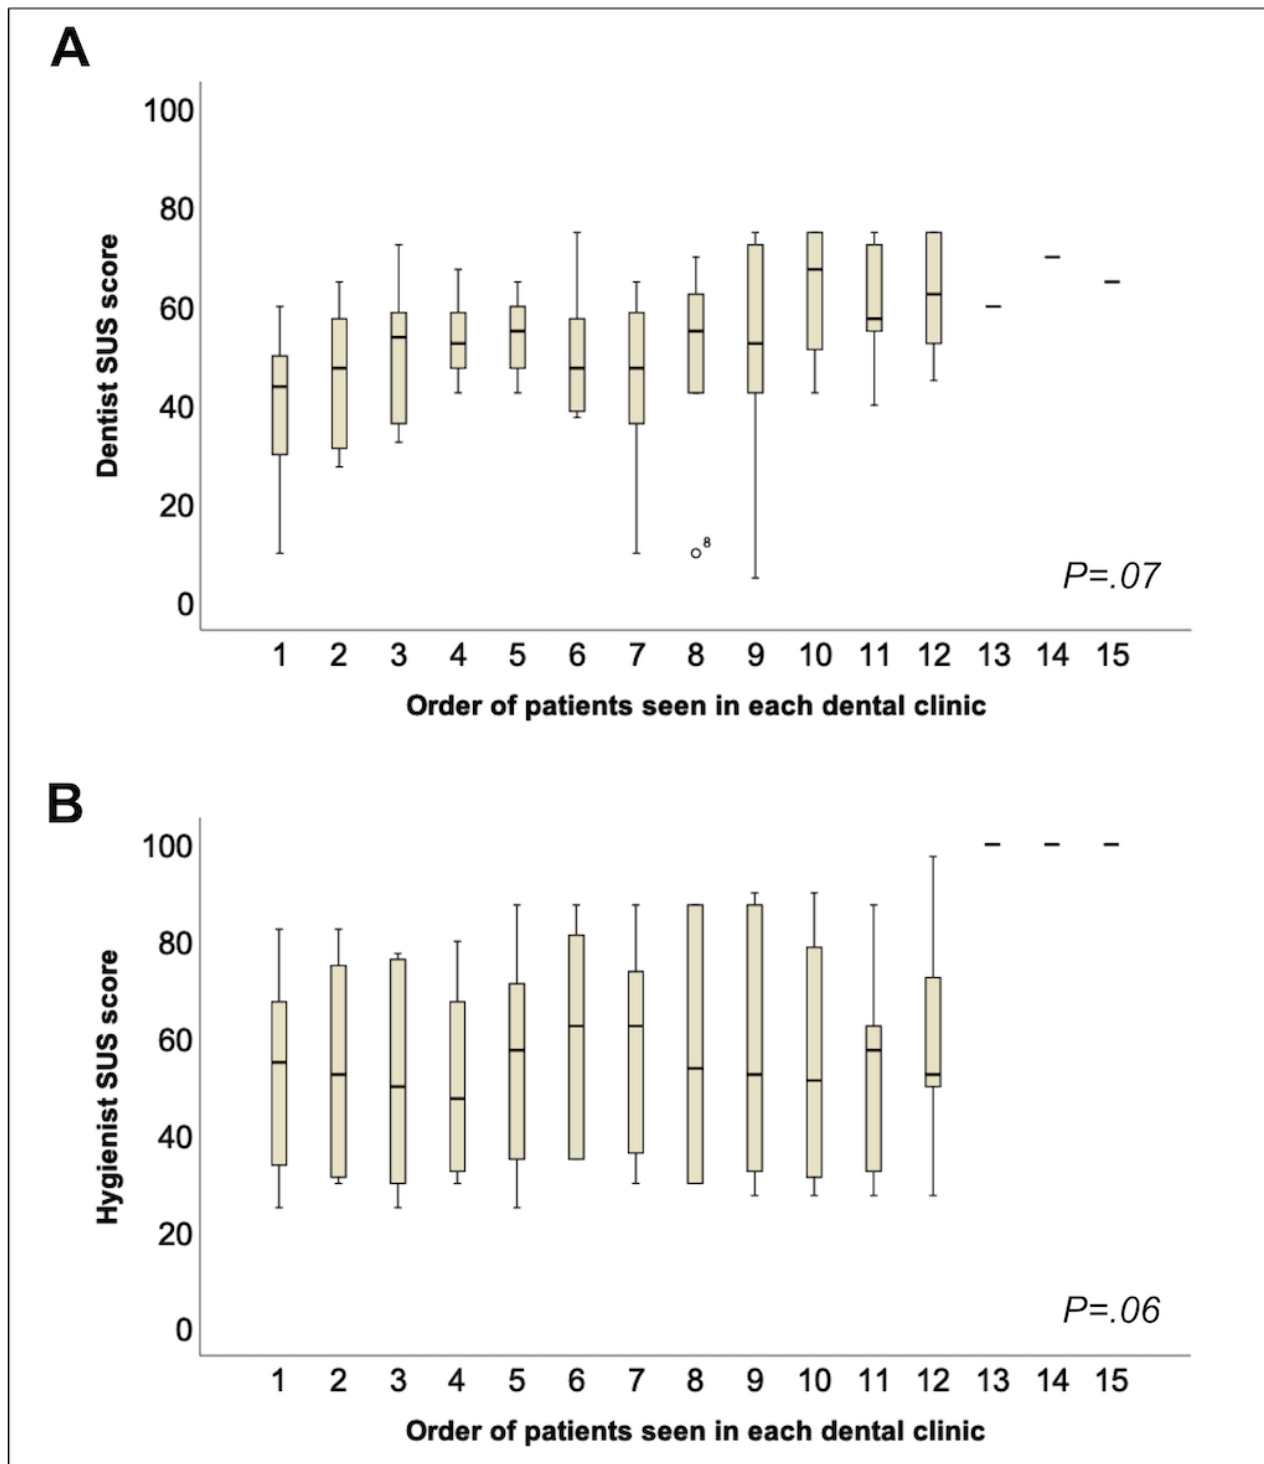 A
100
80
60
40
20
0
Dentist SUS score
8
P=.07
1 2 3 4 5 6 7 8 9 10 11 12 13 14 15
Order of patients seen in each dental clinic
B
100
80
60
40
20
0
Hygienist SUS score
P=.06
1 2 3 4 5 6 7 8 9 10 11 12 13 14 15
Order of patients seen in each dental clinic